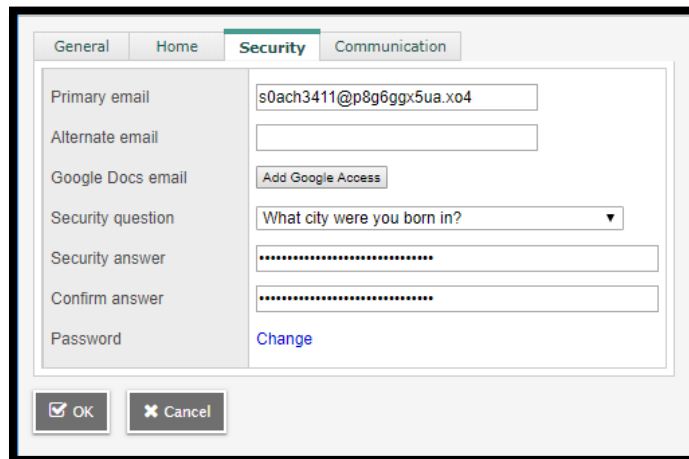 General Home Security Communication
Primary email s0ach3411@p8g6ggx5ua.xo4
Alternate email
Google Docs email Add Google Access
Security question What city were you born in?
Security answer ••••••••••••••••••••••••••••••••
Confirm answer ••••••••••••••••••••••••••••••••
Password Change
OK Cancel